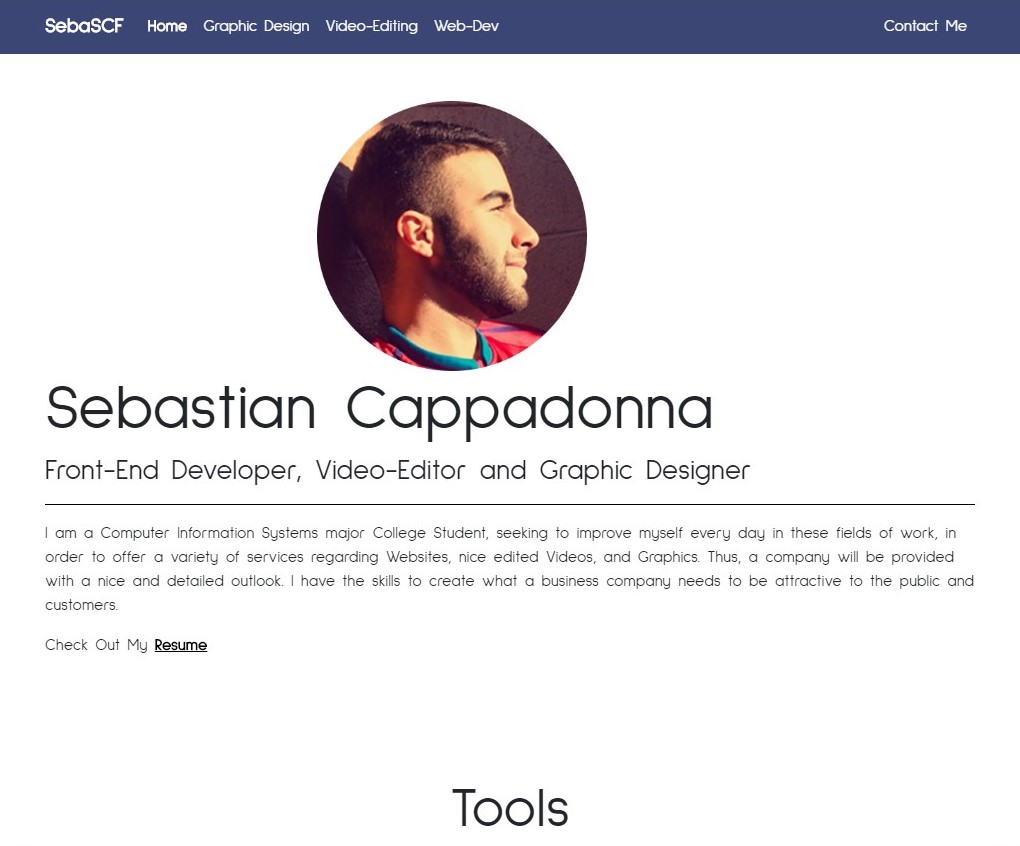 SebaSCF Home Graphic Design Video-Editing Web-Dev Contact Me
Sebastian Cappadonna
Front-End Developer, Video-Editor and Graphic Designer
I am a Computer Information Systems major College Student, seeking to improve myself every day in these fields of work, in
order to offer a variety of services regarding Websites, nice edited Videos, and Graphics. Thus, a company will be provided
with a nice and detailed outlook. I have the skills to create what a business company needs to be attractive to the public and
customers.
Check Out My Resume
Tools